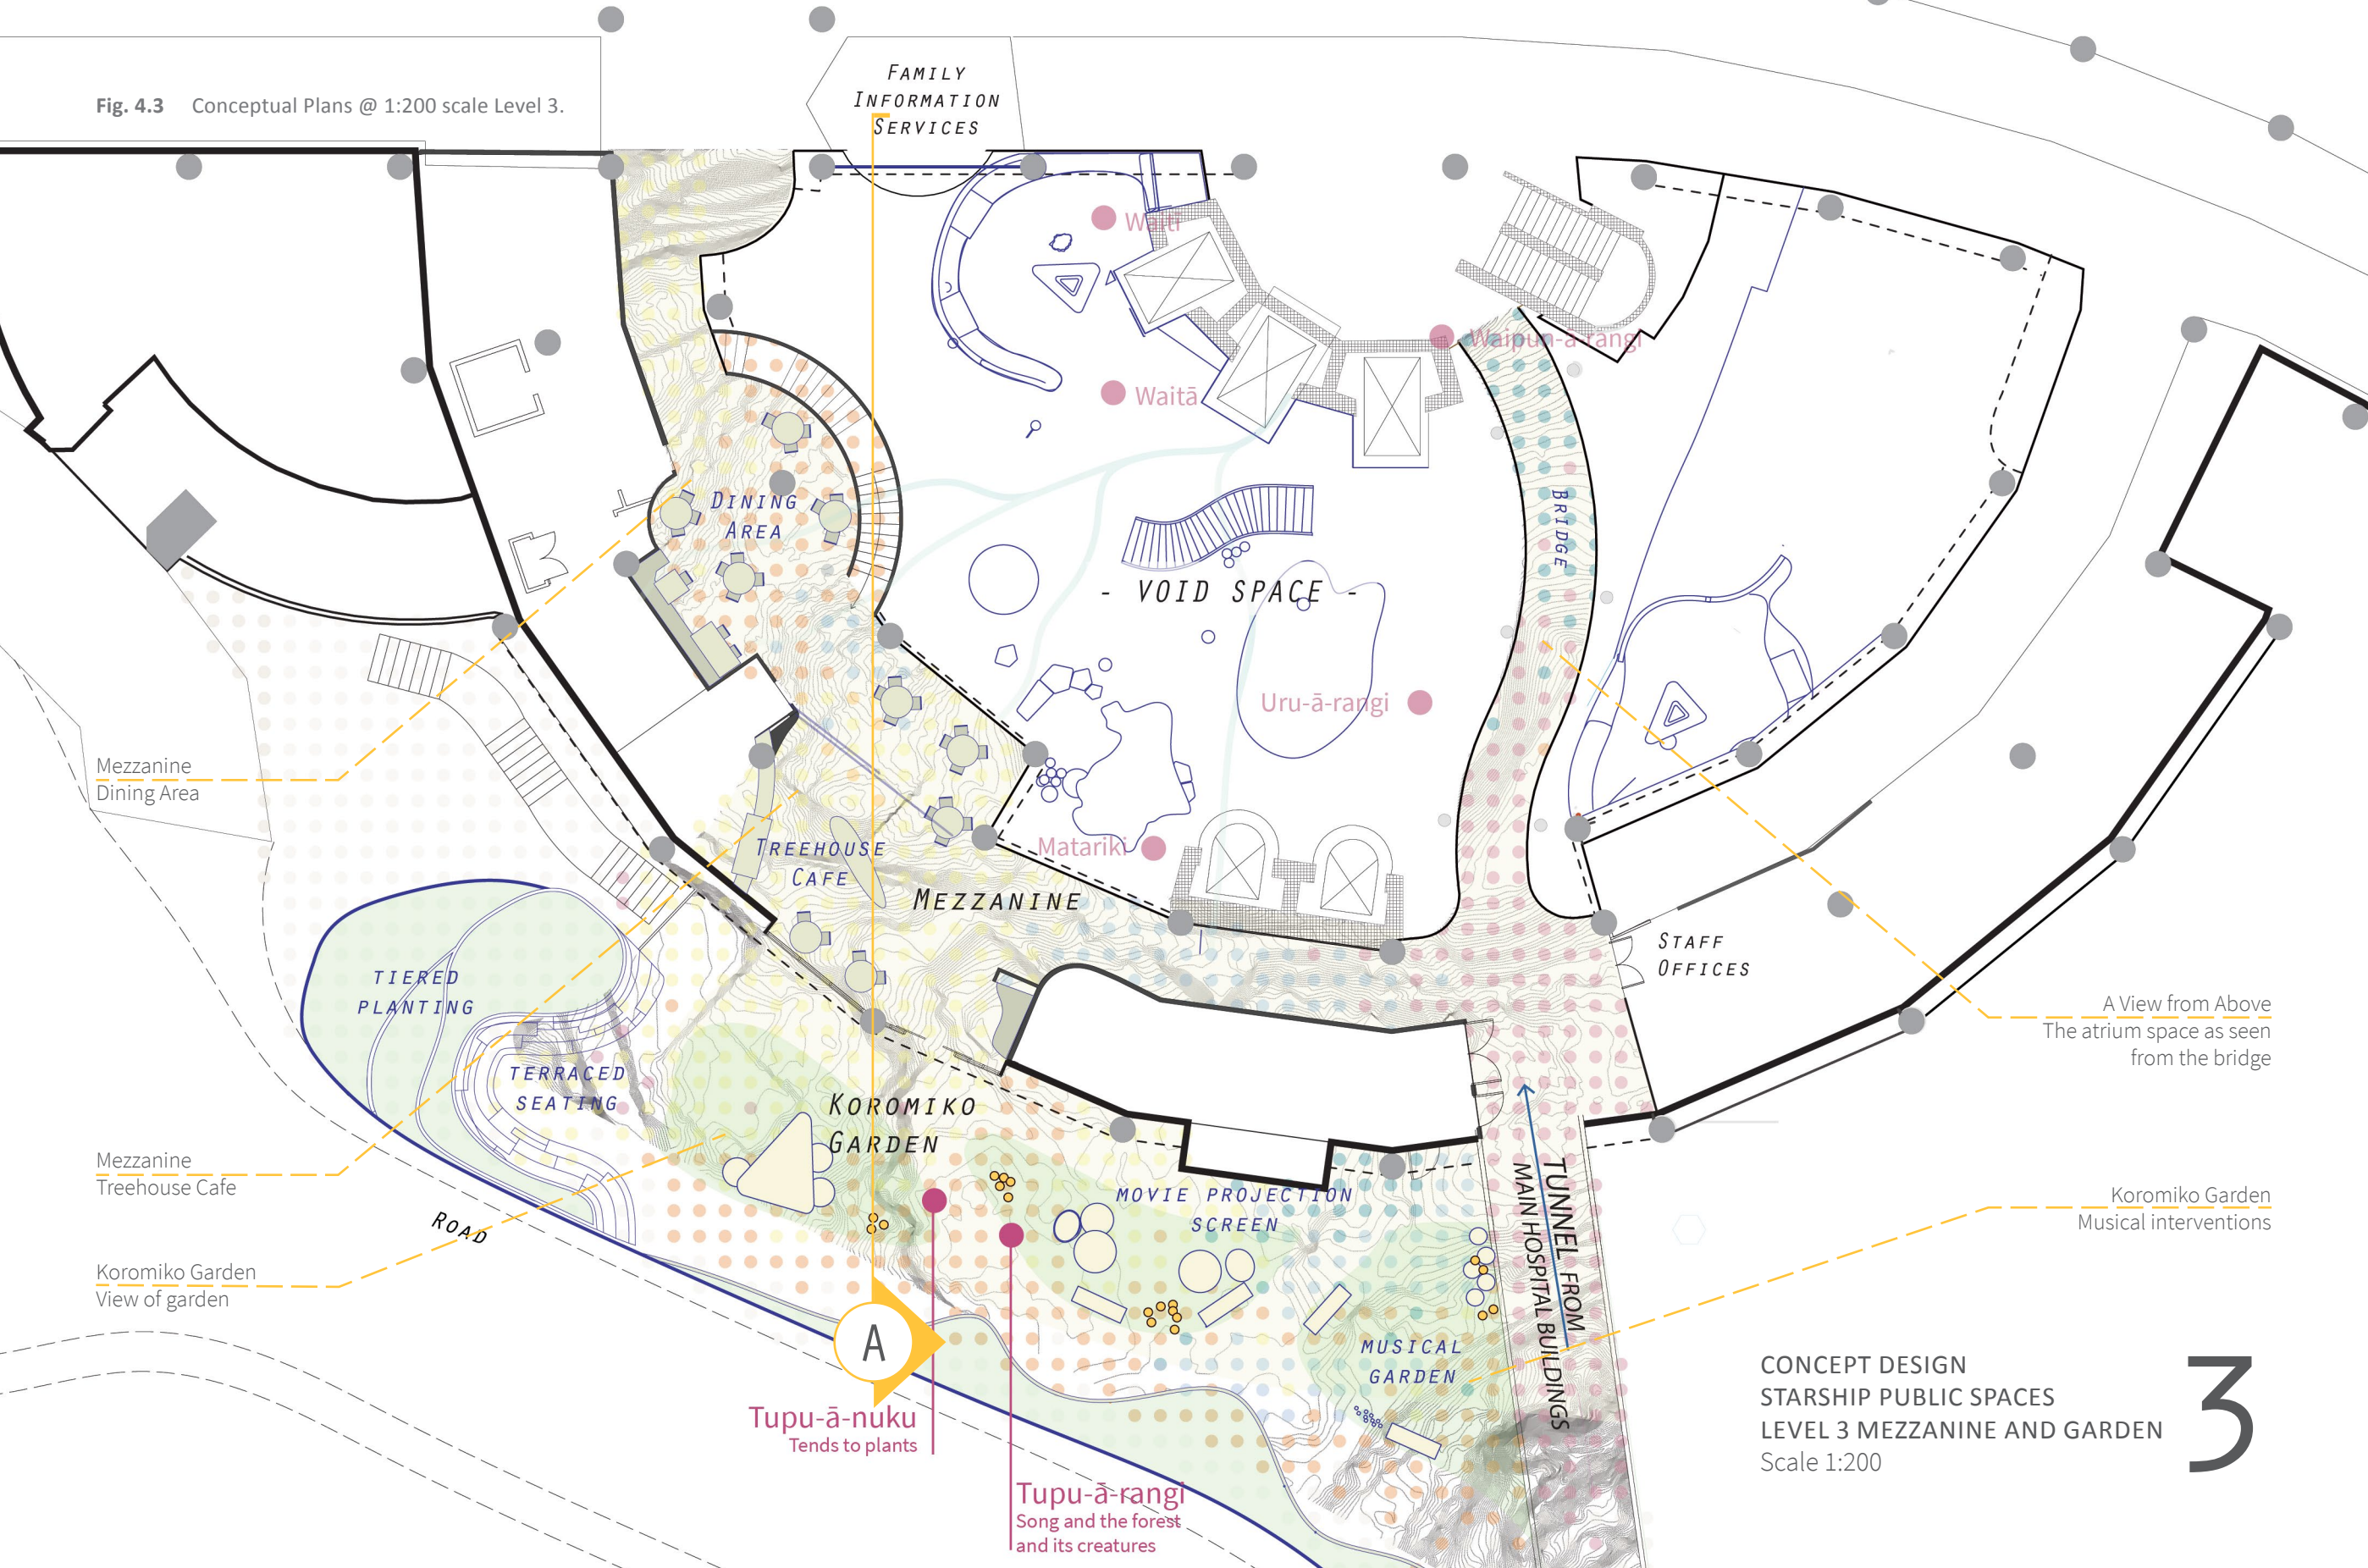 Fig. 4.3 Conceptual Plans @ 1:200 scale Level 3.
FAMILY
INFORMATION
SERVICES
Waitī
Waipun-ā-rangi
Waitā
DINING
AREA
BRIDGE
- VOID SPACE -
Uru-ā-rangi
Mezzanine
Dining Area
Matariki
TREEHOUSE
CAFE
MEZZANINE
STAFF
OFFICES
TIERED
PLANTING
A View from Above
The atrium space as seen
from the bridge
TERRACED
SEATING
KOROMIKO
GARDEN
Mezzanine
Treehouse Cafe
MOVIE PROJECTION
SCREEN
TUNNEL FROM
MAIN HOSPITAL BUILDINGS
Koromiko Garden
Musical interventions
ROAD
Koromiko Garden
View of garden
A
MUSICAL
GARDEN
Tupu-ā-nuku
Tends to plants
Tupu-ā-rangi
Song and the forest
and its creatures
CONCEPT DESIGN
STARSHIP PUBLIC SPACES
LEVEL 3 MEZZANINE AND GARDEN
Scale 1:200
3